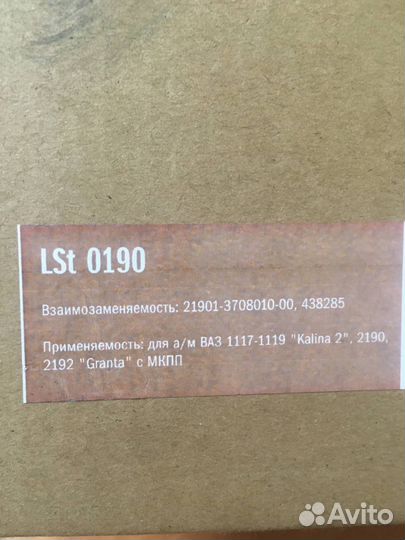 LSt 0190
Взаимозаменяемость: 21901-3708010-00, 438285
Применяемость: для а/м ВАЗ 1117-1119 "Kalina 2", 2190,
2192 "Granta" с МКПП
Avito